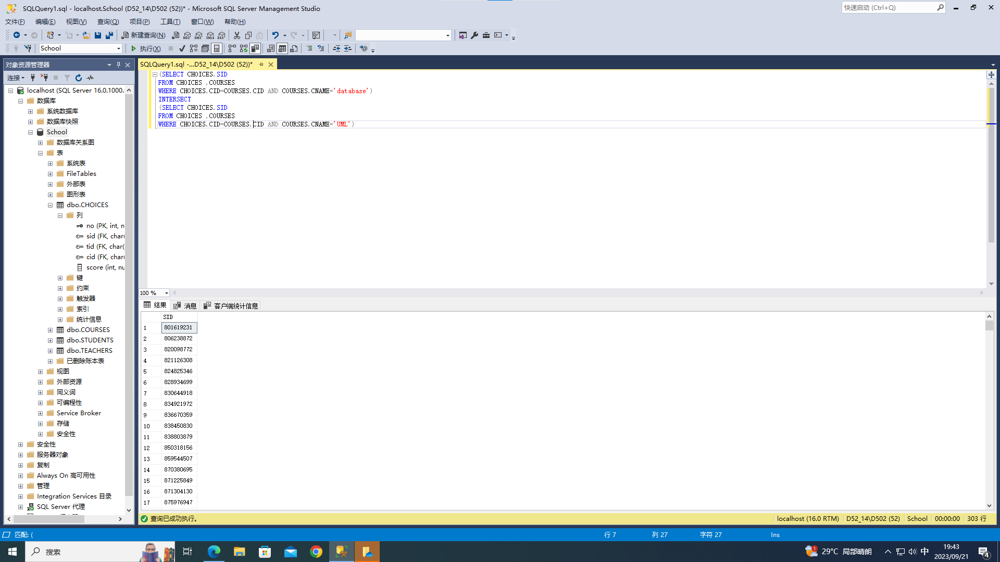 SQLQuery1.sql - localhost.School (D52_14\D502 (52))* - Microsoft SQL Server Management Studio
快速启动 (Ctrl+Q)
文件(F) 编辑(E) 视图(V) 查询(Q) 项目(P) 工具(T) 窗口(W) 帮助(H)
新建查询(N) MDX DMX XMLA DAX
School 执行(X)
对象资源管理器
连接
localhost (SQL Server 16.0.1000.
数据库
系统数据库
数据库快照
School
数据库关系图
表
系统表
FileTables
外部表
图形表
dbo.CHOICES
列
no (PK, int, n
sid (FK, char(
tid (FK, char(
cid (FK, char(
score (int, nu
键
约束
触发器
索引
统计信息
dbo.COURSES
dbo.STUDENTS
dbo.TEACHERS
已删除账本表
视图
外部资源
同义词
可编程性
Service Broker
存储
安全性
安全性
服务器对象
复制
Always On 高可用性
管理
Integration Services 目录
SQL Server 代理
SQLQuery1.sql -...D52_14\D502 (52))*
(SELECT CHOICES.SID
FROM CHOICES ,COURSES
WHERE CHOICES.CID=COURSES.CID AND COURSES.CNAME='database')
INTERSECT
(SELECT CHOICES.SID
FROM CHOICES ,COURSES
WHERE CHOICES.CID=COURSES.CID AND COURSES.CNAME='UML')
100 %
结果 消息 客户端统计信息
SID
1 801619231
2 806238872
3 820098772
4 821126308
5 824825346
6 828934699
7 830644918
8 834921972
9 836670359
10 838450830
11 838803879
12 850318156
13 859544507
14 870380695
15 871225849
16 871304130
17 875976947
查询已成功执行。
localhost (16.0 RTM) D52_14\D502 (52) School 00:00:00 303 行
匹配: ( 行 7 列 27 字符 27 Ins
搜索
1 29°C 局部晴朗 中
19:43
2023/09/21
4